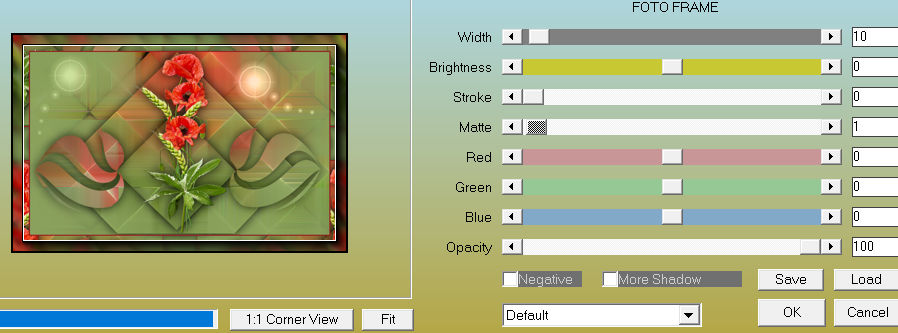 FOTO FRAME
Width 10
Brightness 0
Stroke 0
Matte 1
Red 0
Green 0
Blue 0
Opacity 100
Negative More Shadow Save Load
1:1 Corner View Fit Default OK Cancel